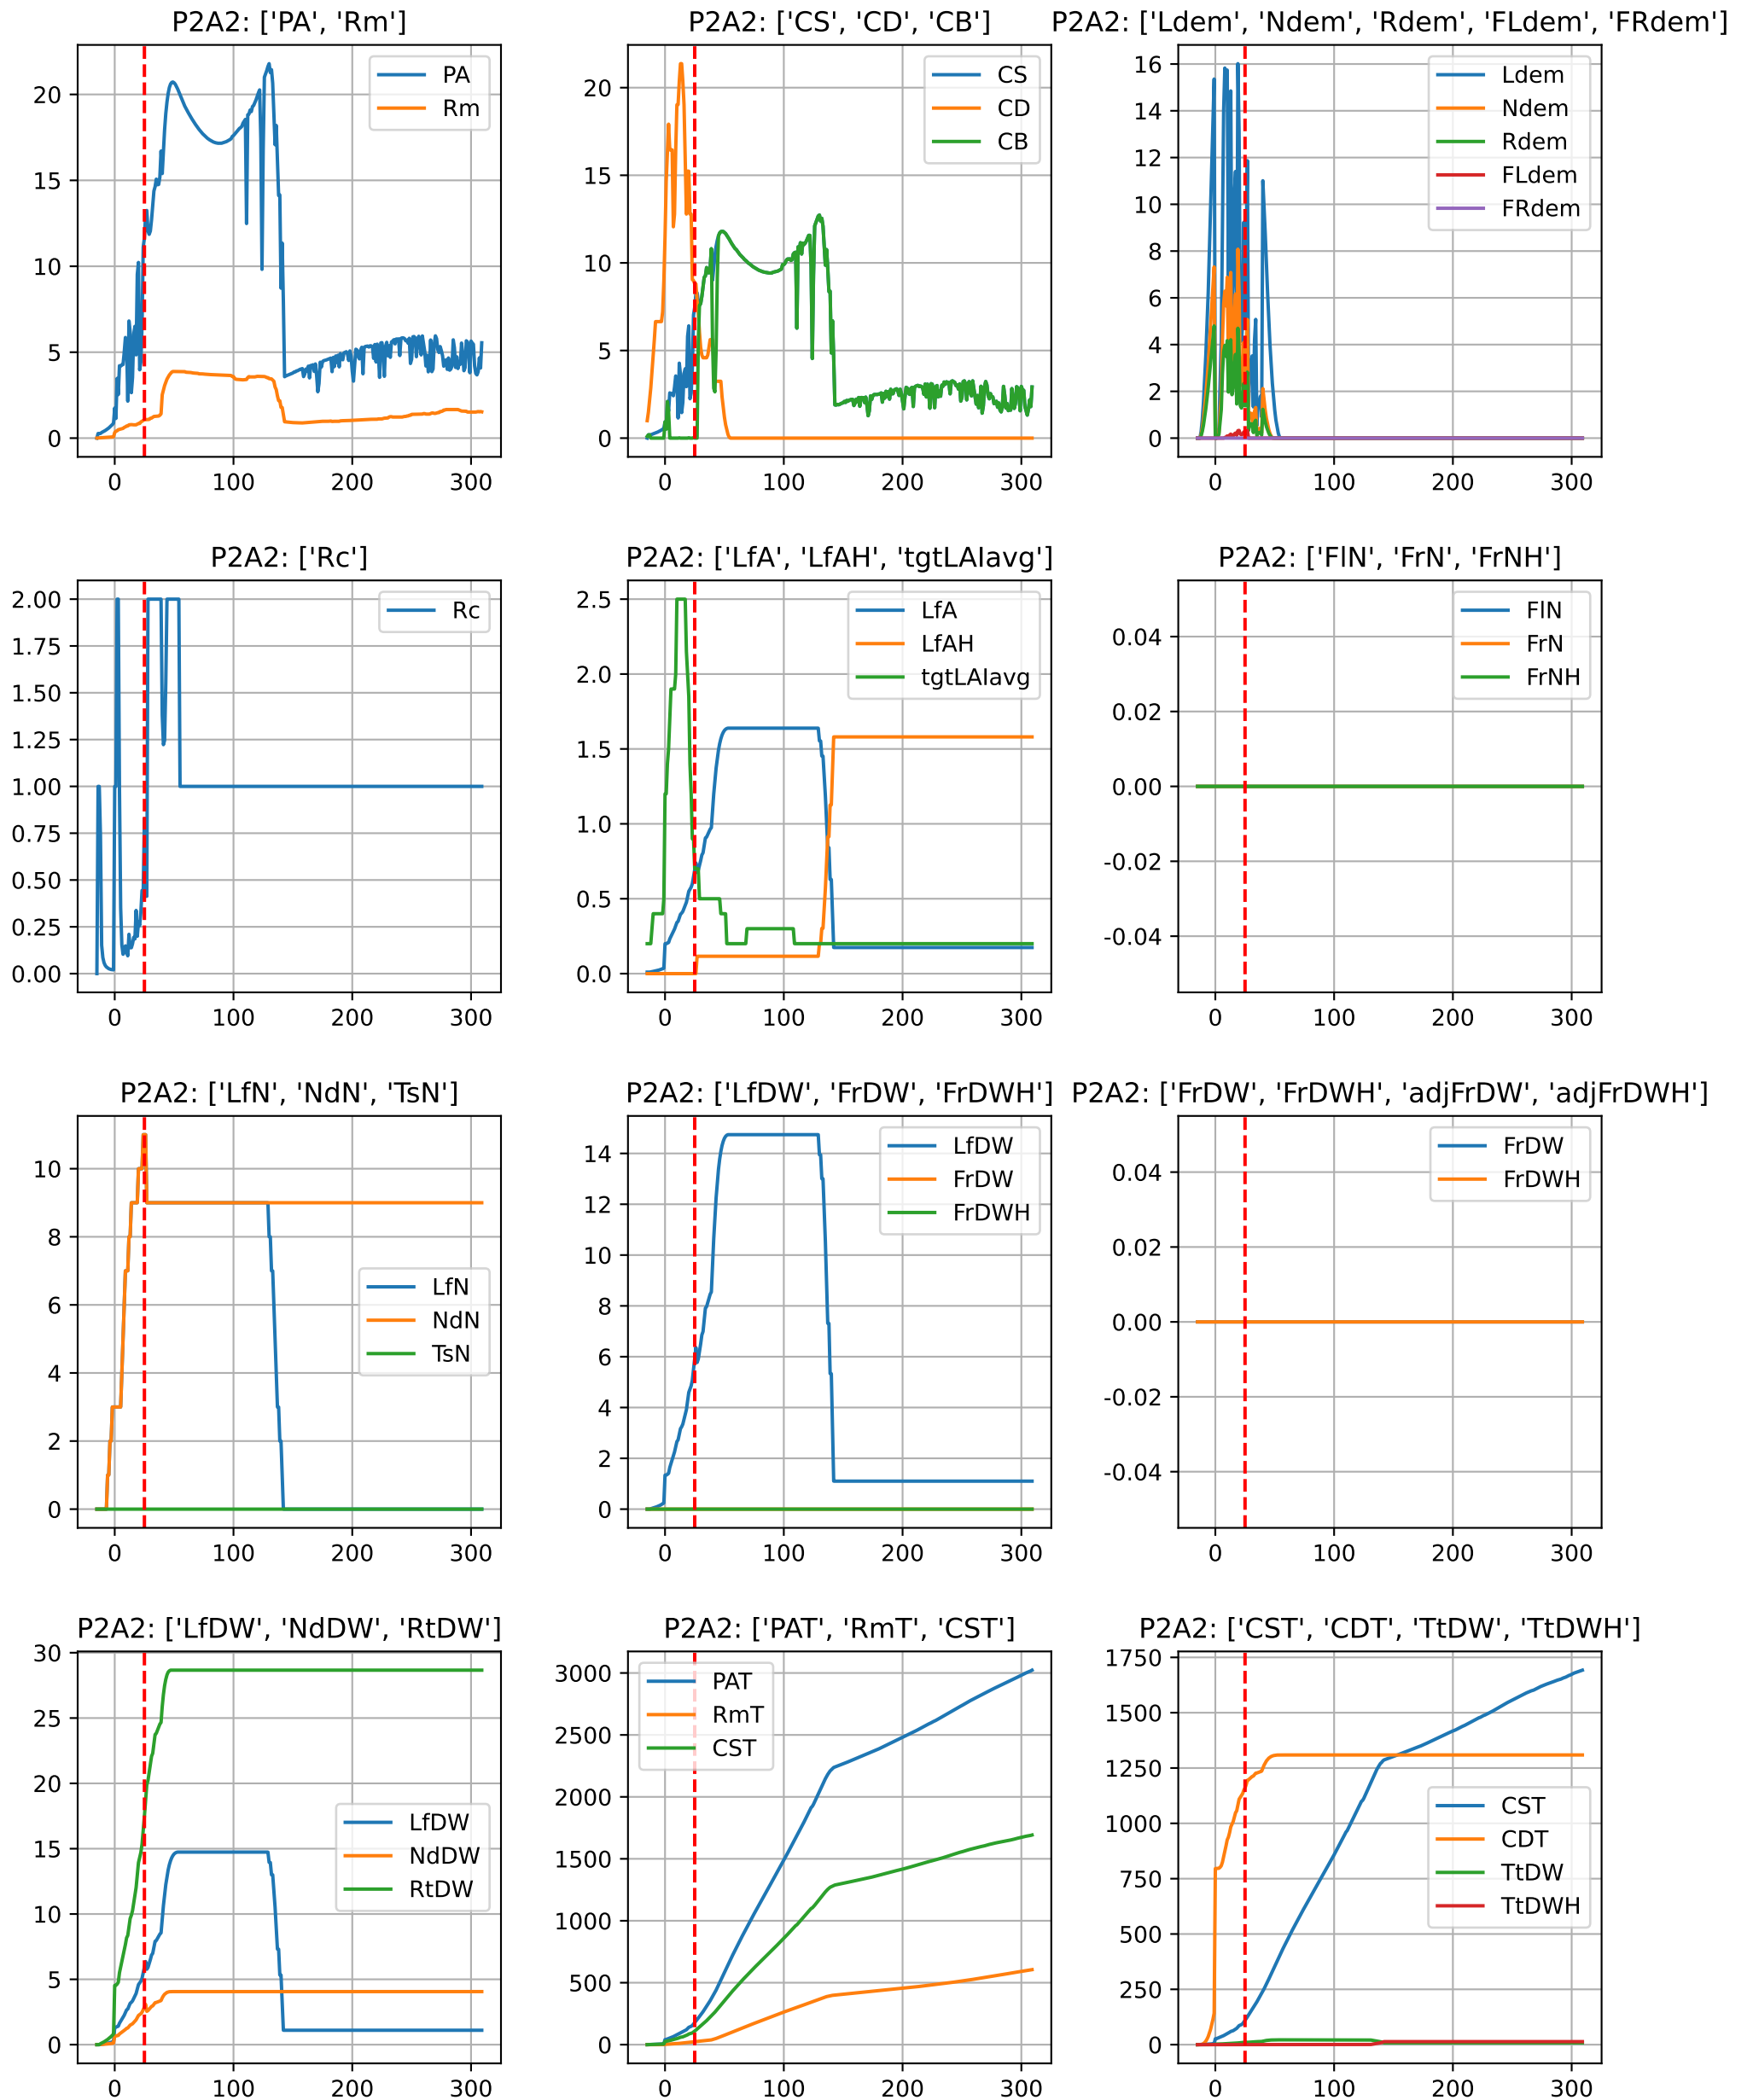 P2A2: ['PA', 'Rm']
20
15
10
5
0
0 100 200 300
PA
Rm
P2A2: ['CS', 'CD', 'CB']
20
15
10
5
0
0 100 200 300
CS
CD
CB
P2A2: ['Ldem', 'Ndem', 'Rdem', 'FLdem', 'FRdem']
16
14
12
10
8
6
4
2
0
0 100 200 300
Ldem
Ndem
Rdem
FLdem
FRdem
P2A2: ['Rc']
2.00
1.75
1.50
1.25
1.00
0.75
0.50
0.25
0.00
0 100 200 300
Rc
P2A2: ['LfA', 'LfAH', 'tgtLAIavg']
2.5
2.0
1.5
1.0
0.5
0.0
0 100 200 300
LfA
LfAH
tgtLAIavg
P2A2: ['FlN', 'FrN', 'FrNH']
0.04
0.02
0.00
-0.02
-0.04
0 100 200 300
FlN
FrN
FrNH
P2A2: ['LfN', 'NdN', 'TsN']
10
8
6
4
2
0
0 100 200 300
LfN
NdN
TsN
P2A2: ['LfDW', 'FrDW', 'FrDWH']
14
12
10
8
6
4
2
0
0 100 200 300
LfDW
FrDW
FrDWH
P2A2: ['FrDW', 'FrDWH', 'adjFrDW', 'adjFrDWH']
0.04
0.02
0.00
-0.02
-0.04
0 100 200 300
FrDW
FrDWH
P2A2: ['LfDW', 'NdDW', 'RtDW']
30
25
20
15
10
5
0
0 100 200 300
LfDW
NdDW
RtDW
P2A2: ['PAT', 'RmT', 'CST']
3000
2500
2000
1500
1000
500
0
0 100 200 300
PAT
RmT
CST
P2A2: ['CST', 'CDT', 'TtDW', 'TtDWH']
1750
1500
1250
1000
750
500
250
0
0 100 200 300
CST
CDT
TtDW
TtDWH